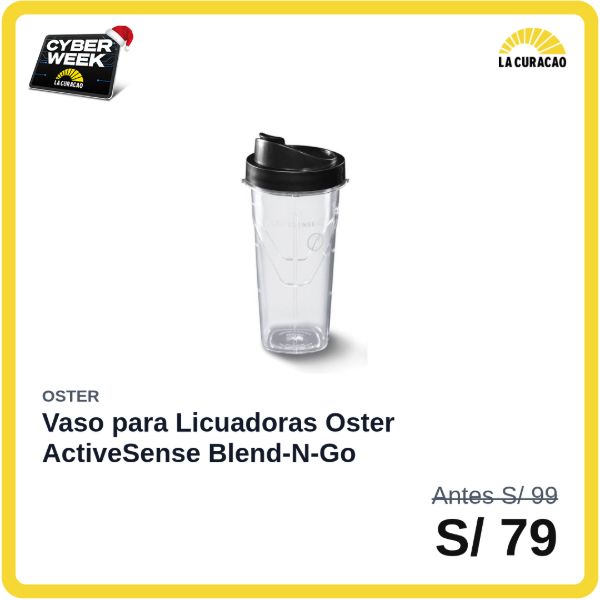 CYBER
WEEK
LA CURACAO
LA CURACAO
OSTER
Vaso para Licuadoras Oster
ActiveSense Blend-N-Go
Antes S/ 99
S/ 79